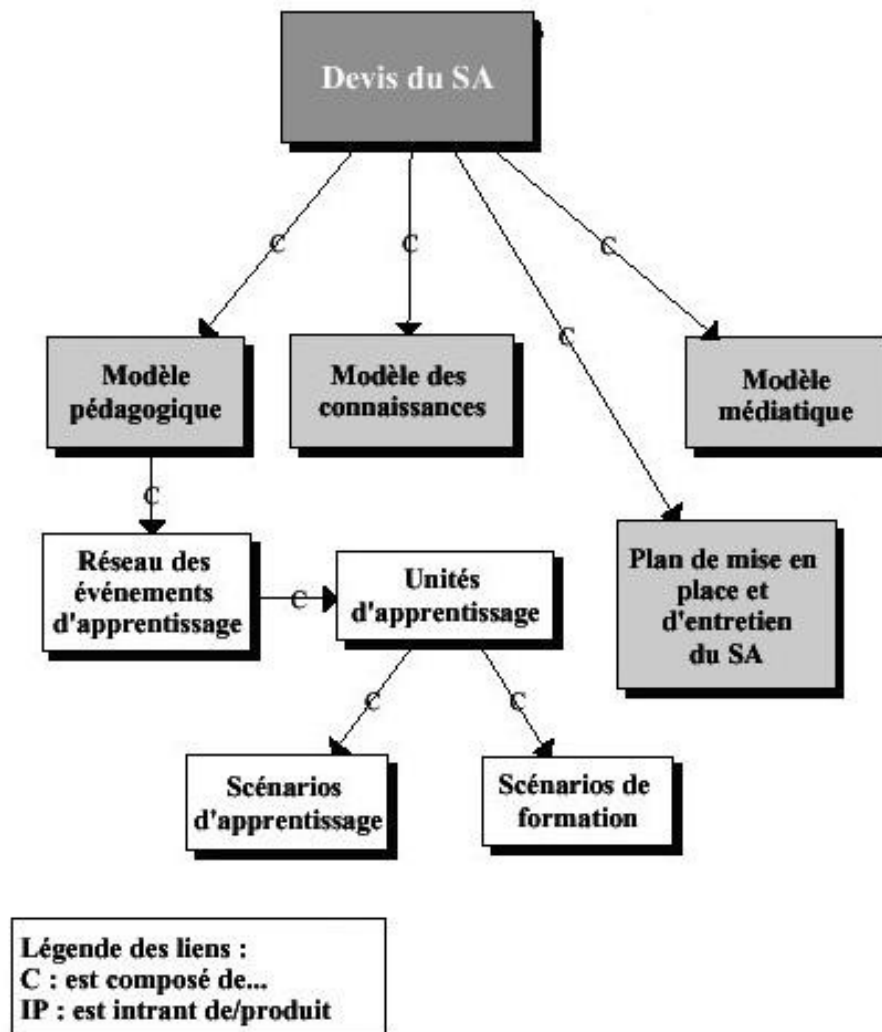 Devis du SA
C
C
C
C
Modèle
pédagogique
Modèle des
connaissances
Modèle
médiatique
C
Réseau des
événements
d'apprentissage
C
Unités
d'apprentissage
Plan de mise en
place et
d'entretien
du SA
C
C
Scénarios
d'apprentissage
Scénarios de
formation
Légende des liens :
C : est composé de...
IP : est intrant de/produit